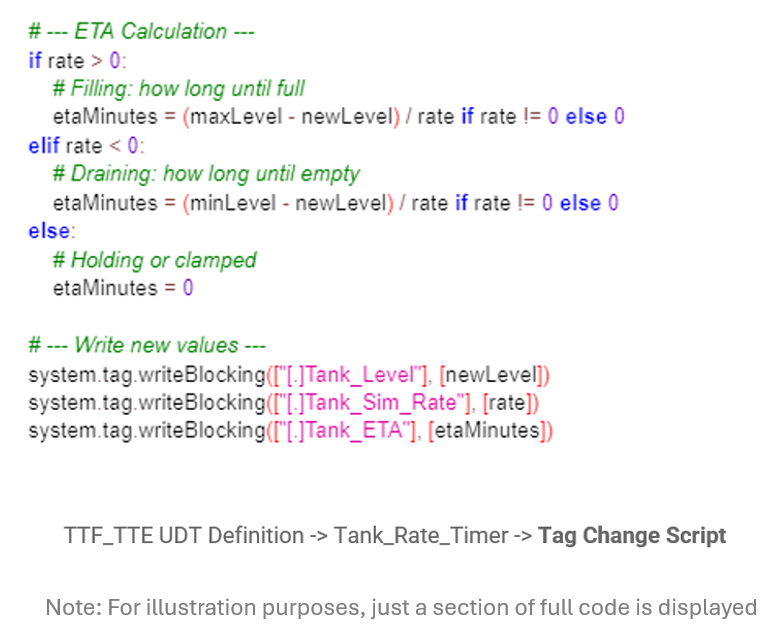 # --- ETA Calculation ---
if rate > 0:
# Filling: how long until full
etaMinutes = (maxLevel - newLevel) / rate if rate != 0 else 0
elif rate < 0:
# Draining: how long until empty
etaMinutes = (minLevel - newLevel) / rate if rate != 0 else 0
else:
# Holding or clamped
etaMinutes = 0
# --- Write new values ---
system.tag.writeBlocking(["[.]Tank_Level"], [newLevel])
system.tag.writeBlocking(["[.]Tank_Sim_Rate"], [rate])
system.tag.writeBlocking(["[.]Tank_ETA"], [etaMinutes])
TTF_TTE UDT Definition -> Tank_Rate_Timer -> Tag Change Script
Note: For illustration purposes, just a section of full code is displayed